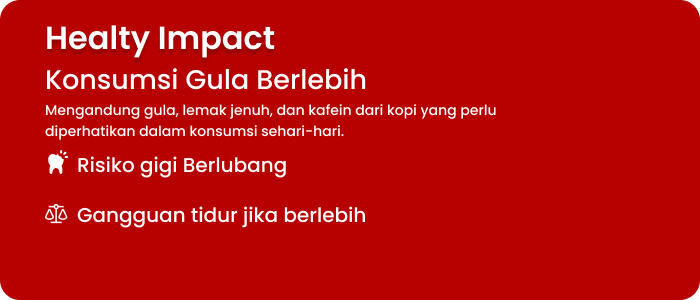 Healty Impact
Konsumsi Gula Berlebih
Mengandung gula, lemak jenuh, dan kafein dari kopi yang perlu
diperhatikan dalam konsumsi sehari-hari.
Risiko gigi Berlubang
Gangguan tidur jika berlebih